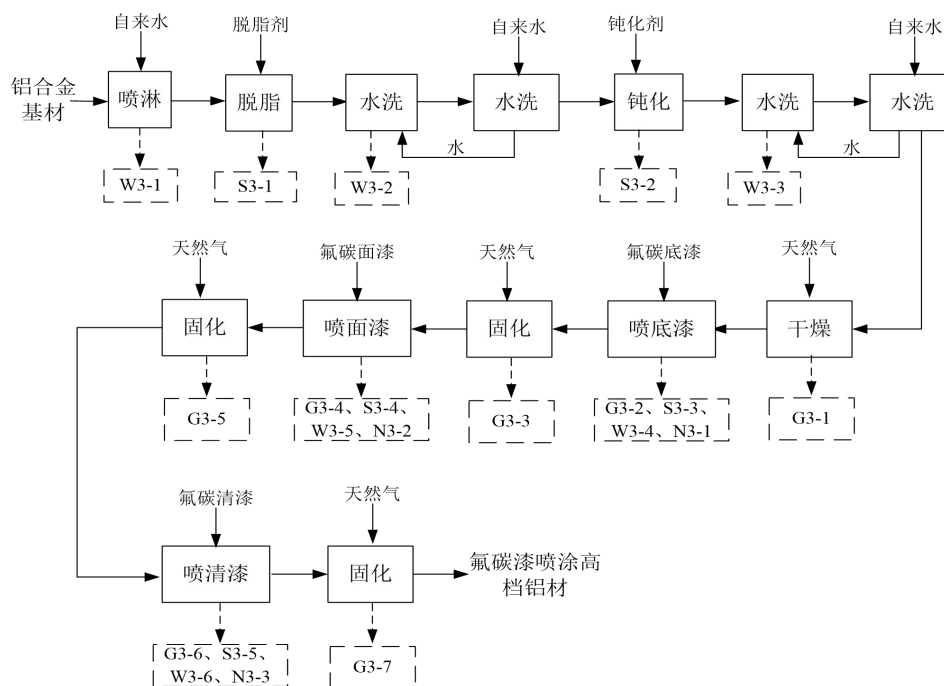 自来水
脱脂剂
自来水
钝化剂
自来水
铝合金
基材
喷淋
脱脂
水洗
水洗
钝化
水洗
水洗
水
水
W3-1
S3-1
W3-2
S3-2
W3-3
天然气
氟碳面漆
天然气
氟碳底漆
天然气
固化
喷面漆
固化
喷底漆
干燥
G3-5
G3-4、S3-4、
W3-5、N3-2
G3-3
G3-2、S3-3、
W3-4、N3-1
G3-1
氟碳清漆
天然气
喷清漆
固化
氟碳漆喷涂高
档铝材
G3-6、S3-5、
W3-6、N3-3
G3-7